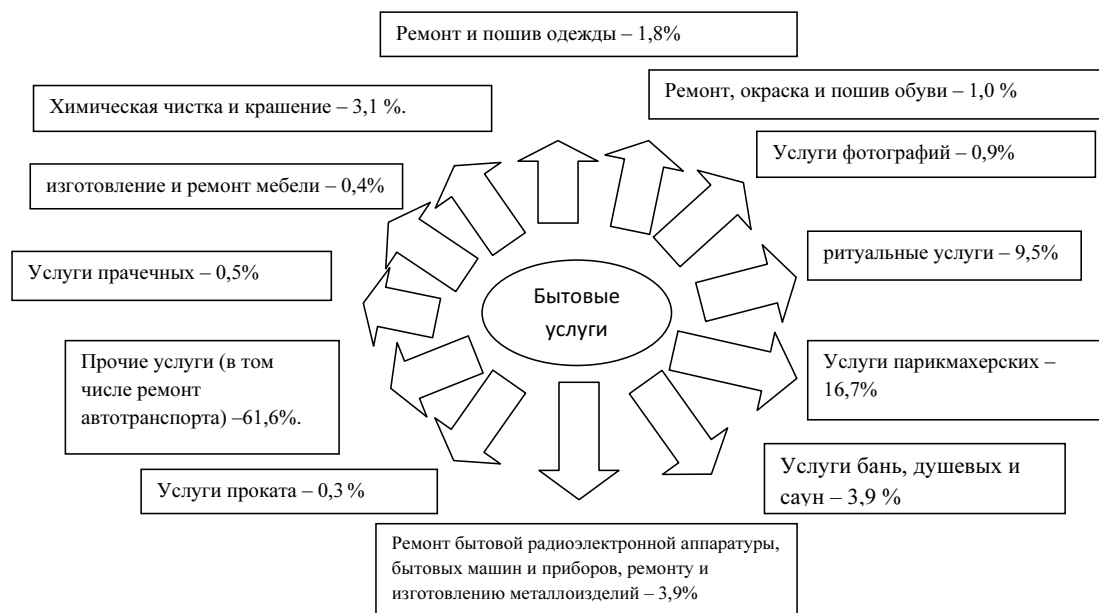 Ремонт и пошив одежды – 1,8%
Ремонт, окраска и пошив обуви – 1,0 %
Химическая чистка и крашение – 3,1 %.
Услуги фотографий – 0,9%
изготовление и ремонт мебели – 0,4%
ритуальные услуги – 9,5%
Услуги прачечных – 0,5%
Бытовые
услуги
Прочие услуги (в том
числе ремонт
автотранспорта) –61,6%.
Услуги парикмахерских –
16,7%
Услуги бань, душевых и
саун – 3,9 %
Услуги проката – 0,3 %
Ремонт бытовой радиоэлектронной аппаратуры,
бытовых машин и приборов, ремонту и
изготовлению металлоизделий – 3,9%